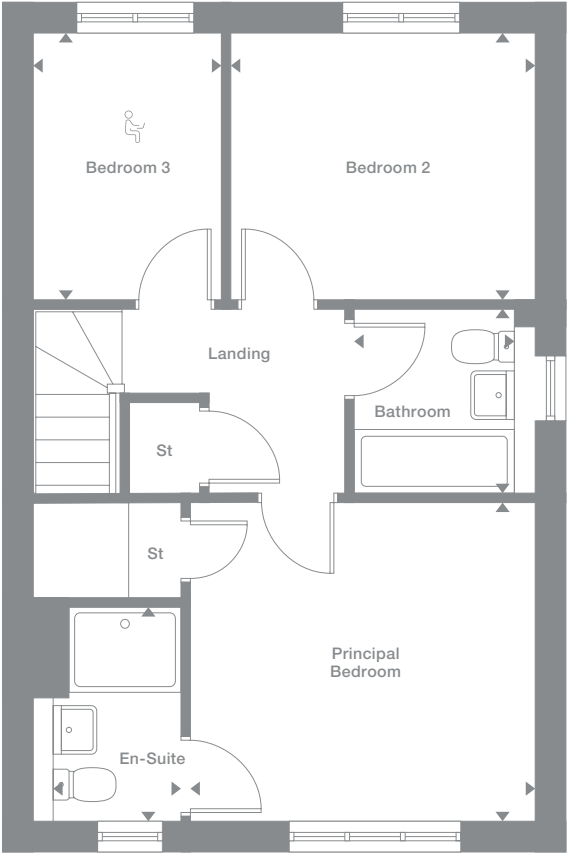 Bedroom 3
Bedroom 2
Landing
Bathroom
St
St
Principal
Bedroom
En-Suite